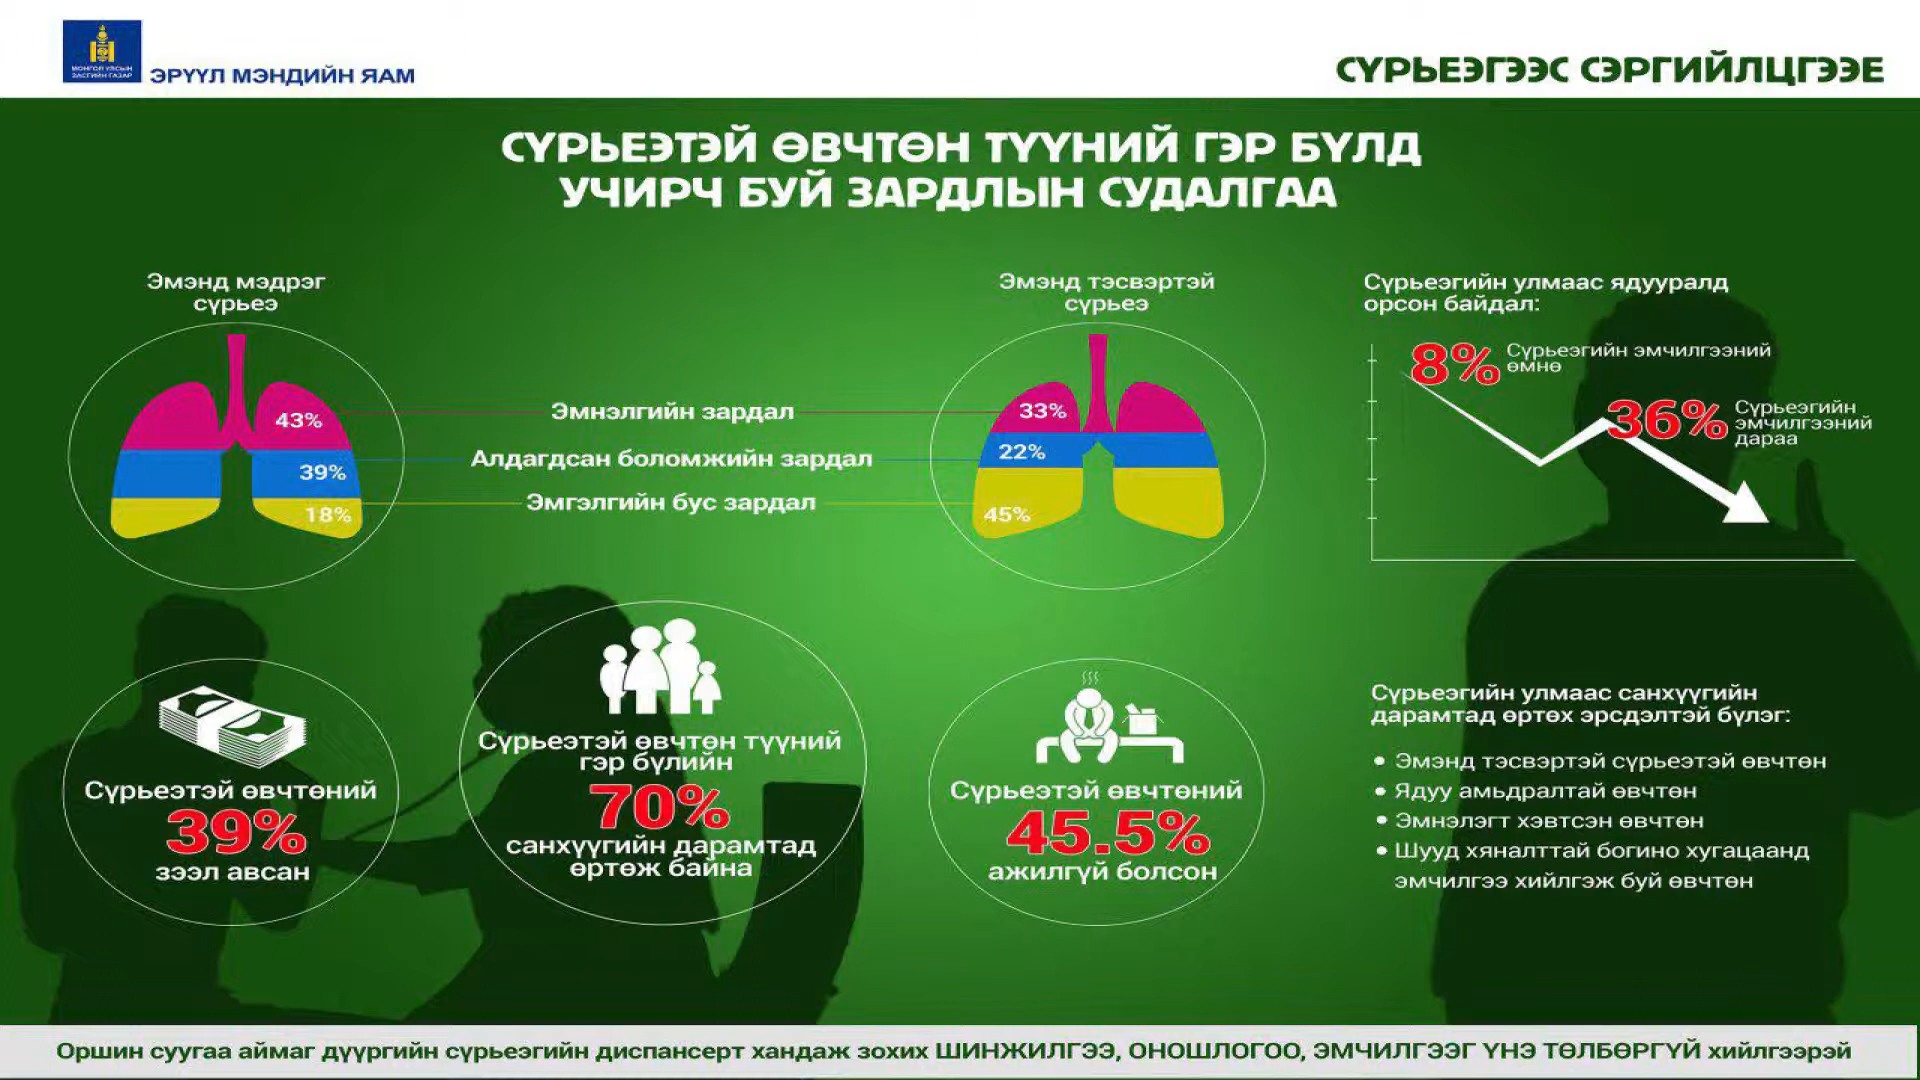 МОНГОЛ УЛСЫН
ЗАСГИЙН ГАЗАР
ЭРҮҮЛ МЭНДИЙН ЯАМ
СҮРЬЕЭГЭЭС СЭРГИЙЛЦГЭЭЕ
СҮРЬЕЭТЭЙ ӨВЧТӨН ТҮҮНИЙ ГЭР БҮЛД
УЧИРЧ БУЙ ЗАРДЛЫН СУДАЛГАА
Эмэнд мэдрэг
сүрьеэ
43%
39%
18%
Эмнэлгийн зардал
Алдагдсан боломжийн зардал
Эмгэлгийн бус зардал
Эмэнд тэсвэртэй
сүрьеэ
33%
22%
45%
Сүрьеэгийн улмаас ядууралд
орсон байдал:
8%
Сүрьеэгийн эмчилгээний
өмнө
36%
Сүрьеэгийн
эмчилгээний
дараа
Сүрьеэтэй өвчтөний
39%
зээл авсан
Сүрьеэтэй өвчтөн түүний
гэр бүлийн
70%
санхүүгийн дарамтад
өртөж байна
Сүрьеэтэй өвчтөний
45.5%
ажилгүй болсон
Сүрьеэгийн улмаас санхүүгийн
дарамтад өртөх эрсдэлтэй бүлэг:
• Эмэнд тэсвэртэй сүрьеэтэй өвчтөн
• Ядуу амьдралтай өвчтөн
• Эмнэлэгт хэвтсэн өвчтөн
• Шууд хяналттай богино хугацаанд
эмчилгээ хийлгэж буй өвчтөн
Оршин суугаа аймаг дүүргийн сүрьеэгийн диспансерт хандаж зохих ШИНЖИЛГЭЭ, ОНОШЛОГОО, ЭМЧИЛГЭЭГ ҮНЭ ТӨЛБӨРГҮЙ хийлгээрэй